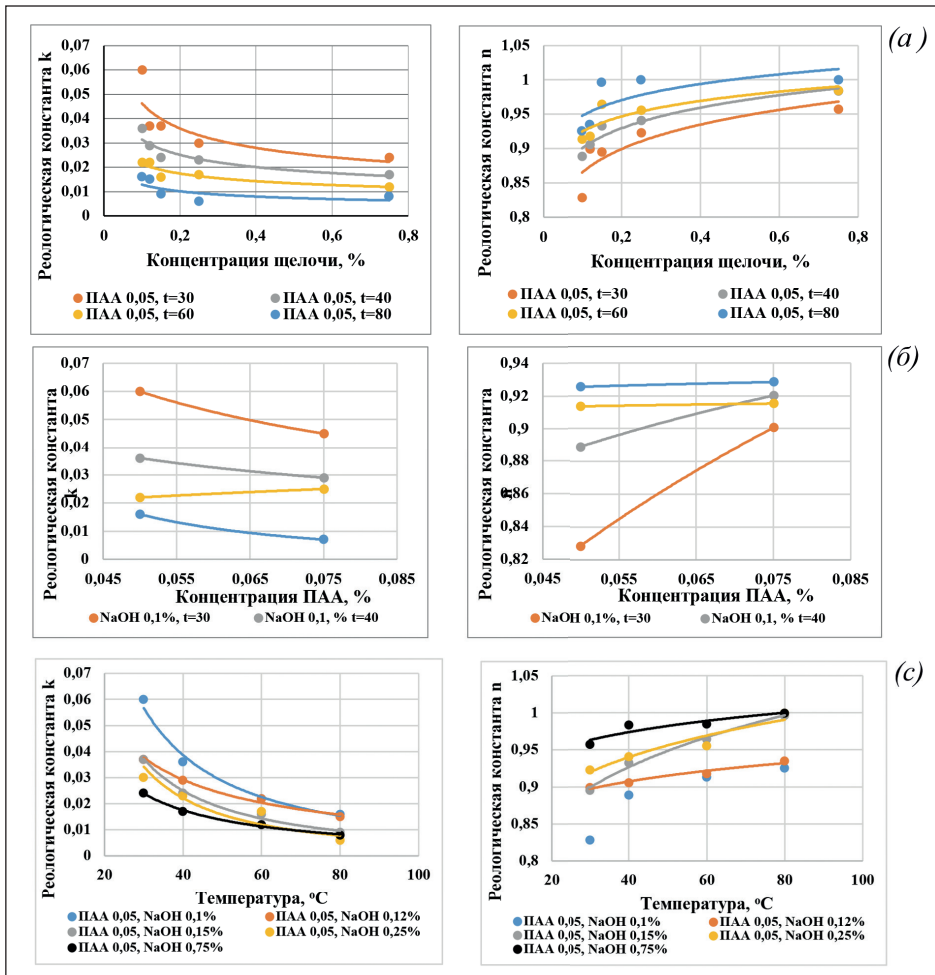 (а)
Реологическая константа k
0,07
0,06
0,05
0,04
0,03
0,02
0,01
0
0 0,2 0,4 0,6 0,8
Концентрация щелочи, %
ПАА 0,05, t=30 ПАА 0,05, t=40
ПАА 0,05, t=60 ПАА 0,05, t=80
Реологическая константа n
1,05
1
0,95
0,9
0,85
0,8
0 0,2 0,4 0,6 0,8
Концентрация щелочи, %
ПАА 0,05, t=30 ПАА 0,05, t=40
ПАА 0,05, t=60 ПАА 0,05, t=80
(б)
Реологическая константа
k
0,07
0,06
0,05
0,04
0,03
0,02
0,01
0
0,045 0,055 0,065 0,075 0,085
Концентрация ПАА, %
NaOH 0,1%, t=30 NaOH 0,1, % t=40
Реологическая константа
0,94
0,92
0,9
0,88
0,86
0,84
0,82
0,045 0,055 0,065 0,075 0,085
Концентрация ПАА, %
NaOH 0,1%, t=30 NaOH 0,1, % t=40
(с)
Реологическая константа k
0,07
0,06
0,05
0,04
0,03
0,02
0,01
0
20 40 60 80 100
Температура, °С
ПАА 0,05, NaOH 0,1% ПАА 0,05, NaOH 0,12%
ПАА 0,05, NaOH 0,15% ПАА 0,05, NaOH 0,25%
ПАА 0,05, NaOH 0,75%
Реологическая константа n
1,05
1
0,95
0,9
0,85
0,8
20 40 60 80 100
Температура, °С
ПАА 0,05, NaOH 0,1% ПАА 0,05, NaOH 0,12%
ПАА 0,05, NaOH 0,15% ПАА 0,05, NaOH 0,25%
ПАА 0,05, NaOH 0,75%